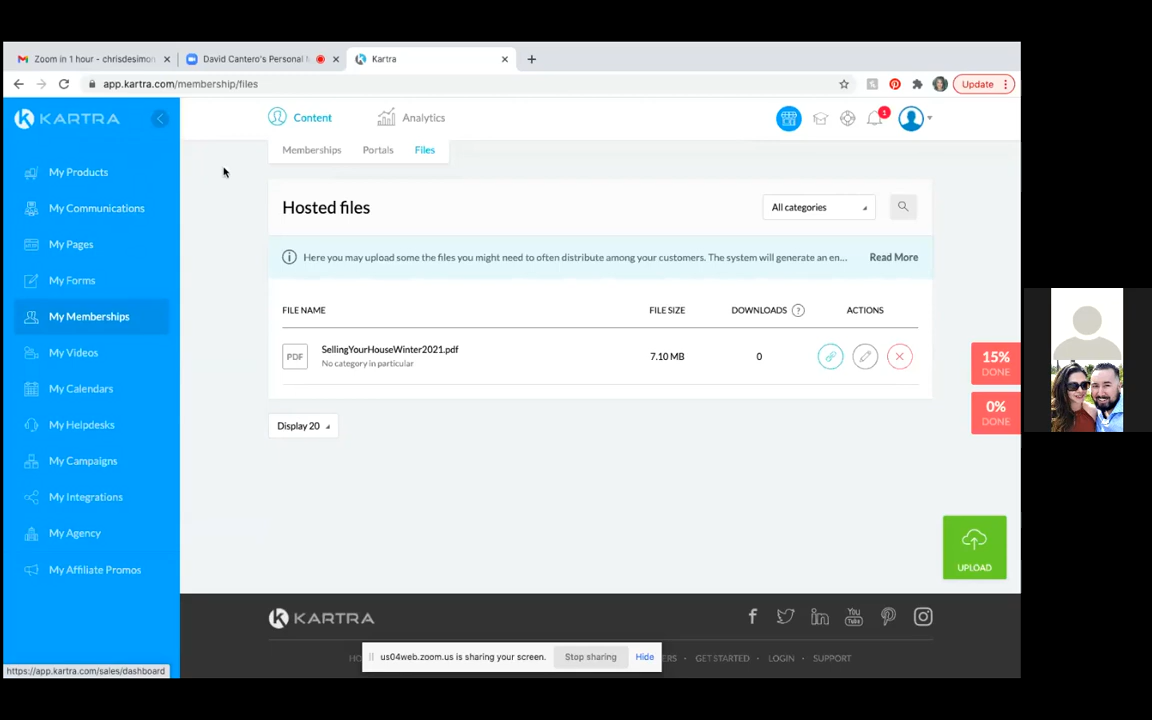 Zoom in 1 hour - chrisdesimon
David Cantero's Personal
Kartra
Update
app.kartra.com/membership/files
KARTRA
Content
Analytics
1
Memberships
Portals
Files
My Products
My Communications
My Pages
My Forms
My Memberships
My Videos
My Calendars
My Helpdesks
My Campaigns
My Integrations
My Agency
My Affiliate Promos
Hosted files
All categories
Here you may upload some the files you might need to often distribute among your customers. The system will generate an en...
Read More
FILE NAME
FILE SIZE
DOWNLOADS ?
ACTIONS
PDF
SellingYourHouseWinter2021.pdf
No category in particular
7.10 MB
0
Display 20
15%
DONE
0%
DONE
UPLOAD
KARTRA
You
Tube
us04web.zoom.us is sharing your screen.
Stop sharing
Hide
GET STARTED
LOGIN
SUPPORT
https://app.kartra.com/sales/dashboard